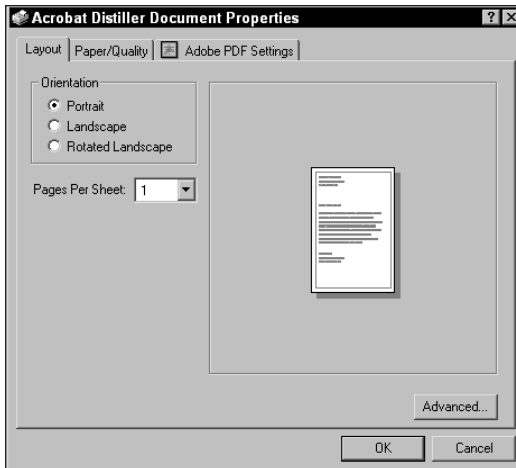 Acrobat Distiller Document Properties
Layout Paper/Quality Adobe PDF Settings
Orientation
Portrait
Landscape
Rotated Landscape
Pages Per Sheet: 1
Advanced...
OK Cancel